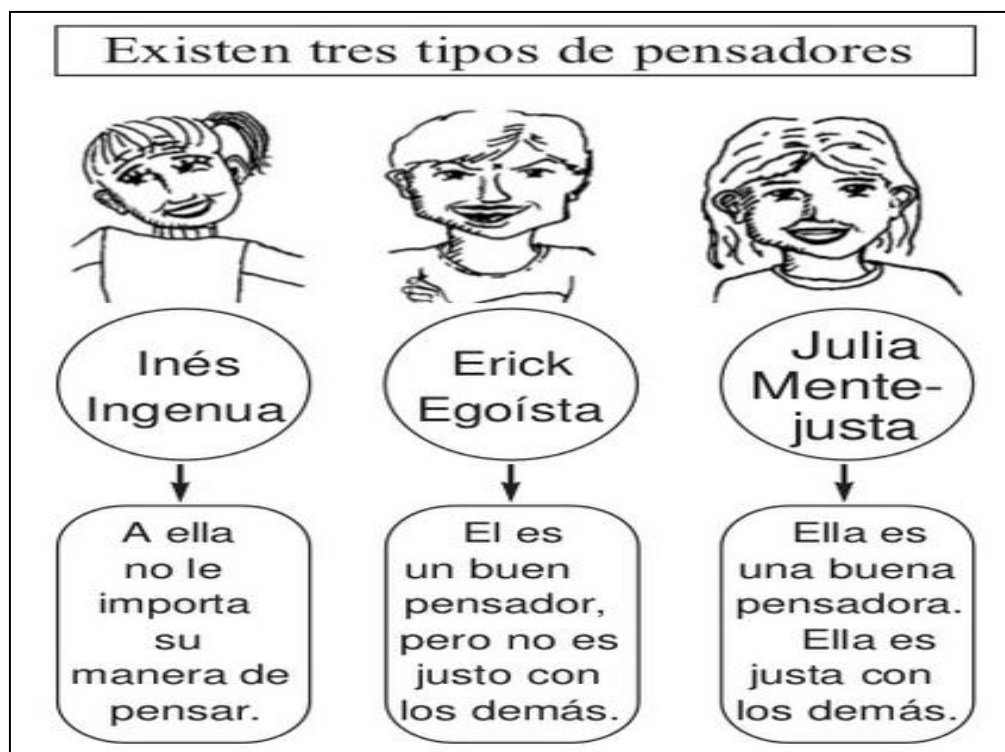 Existen tres tipos de pensadores
Inés
Ingenua
Erick
Egoísta
Julia
Mente-
justa
A ella
no le
importa
su
manera de
pensar.
El es
un buen
pensador,
pero no es
justo con
los demás.
Ella es
una buena
pensadora.
Ella es
justa con
los demás.